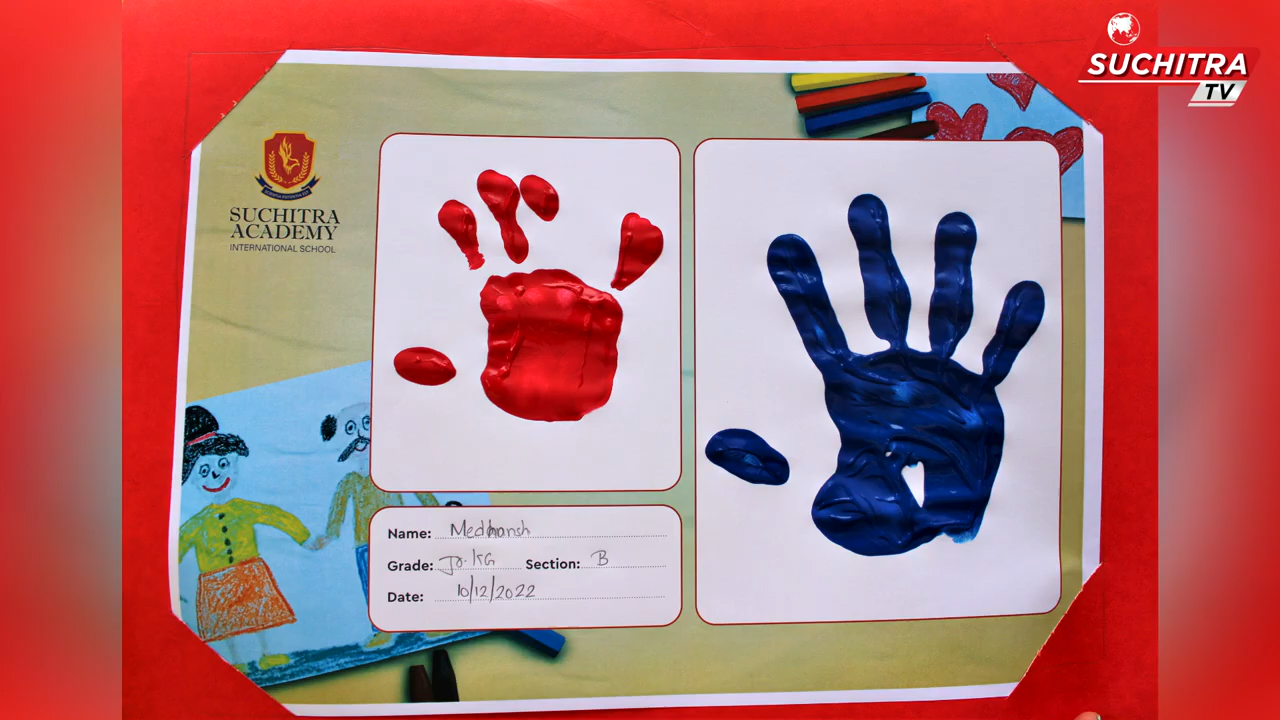 SUCHITRA
TV
SUCHITRA
ACADEMY
INTERNATIONAL SCHOOL
Name: Medhansh
Grade: Jr. KG Section: B
Date: 10/12/2022